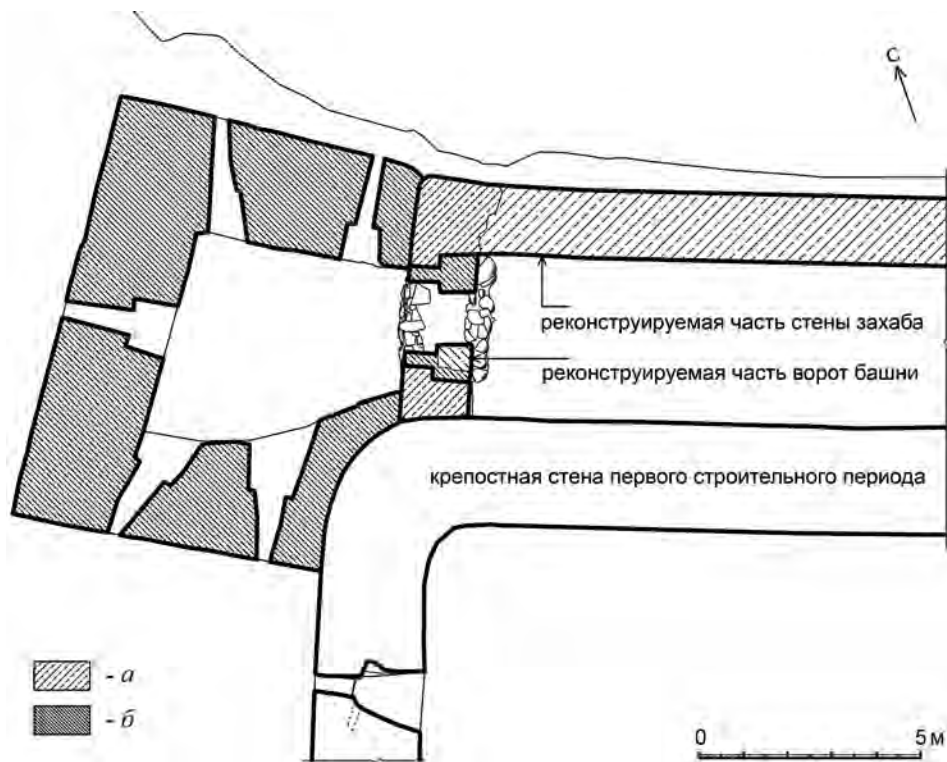 С
реконструируемая часть стены захаба
реконструируемая часть ворот башни
крепостная стена первого строительного периода
- а
- б
0 5 м